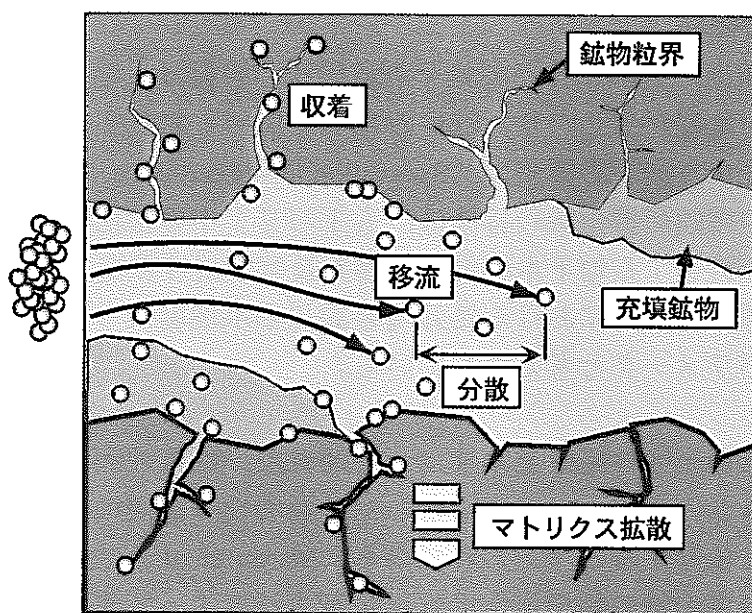 鉱物粒界
収着
移流
充填鉱物
分散
マトリクス拡散